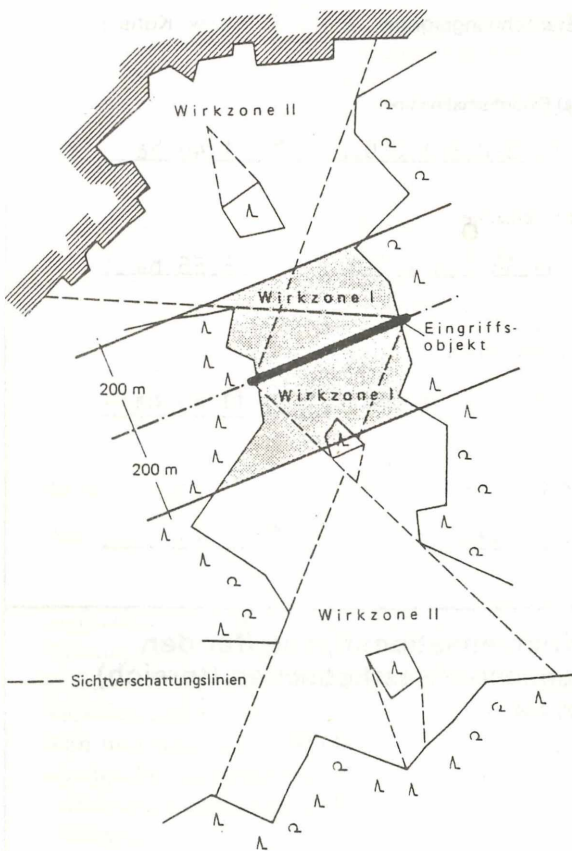 Wirkzone II
Wirkzone I
Eingriffs-
objekt
Wirkzone I
200 m
200 m
Wirkzone II
Sichtverschattungslinien